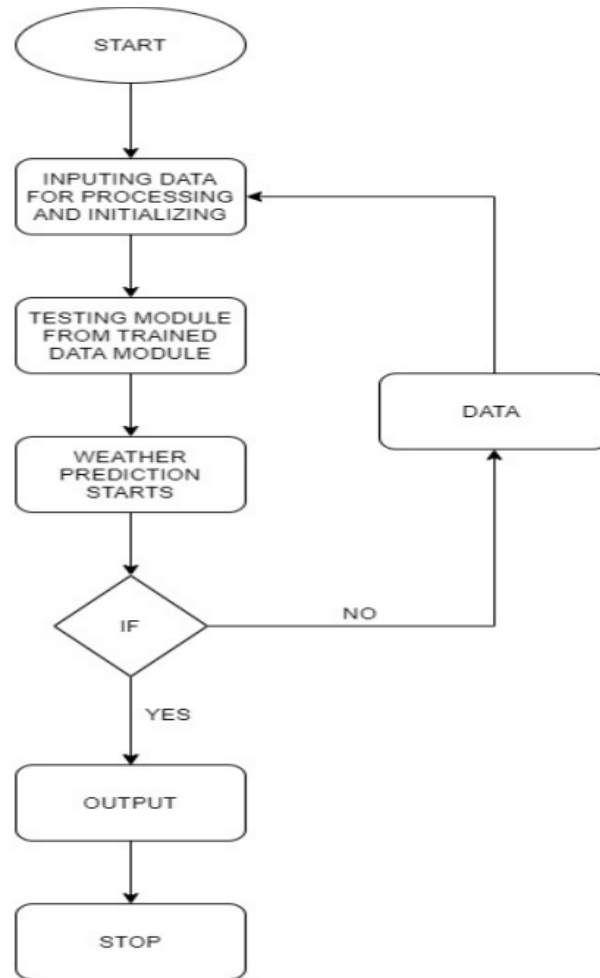 START
INPUTING DATA
FOR PROCESSING
AND INITIALIZING
TESTING MODULE
FROM TRAINED
DATA MODULE
DATA
WEATHER
PREDICTION
STARTS
IF
NO
YES
OUTPUT
STOP